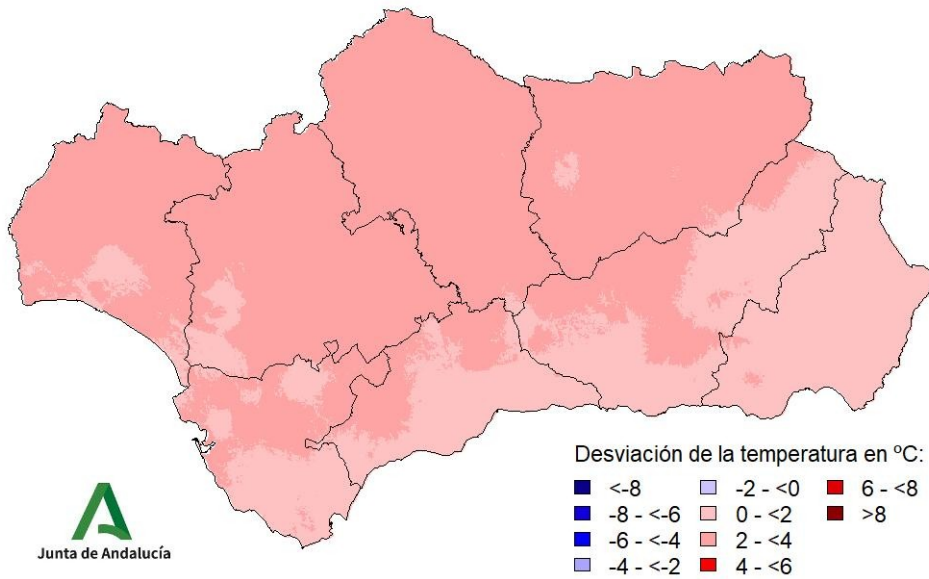 Desviación de la temperatura en ºC:
<-8 -2 - <0 6 - <8
-8 - <-6 0 - <2 >8
-6 - <-4 2 - <4
-4 - <-2 4 - <6
Junta de Andalucía